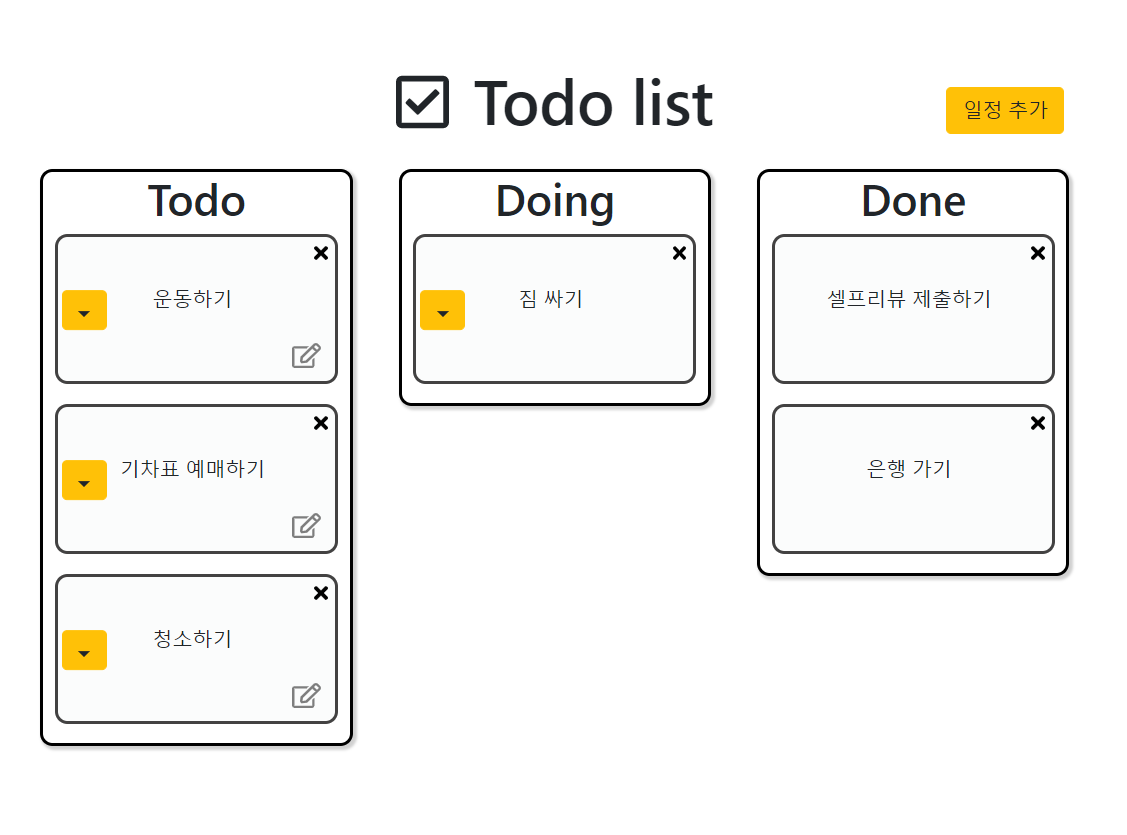 Todo list
일정 추가
Todo
운동하기
기차표 예매하기
청소하기
Doing
짐 싸기
Done
셀프리뷰 제출하기
은행 가기